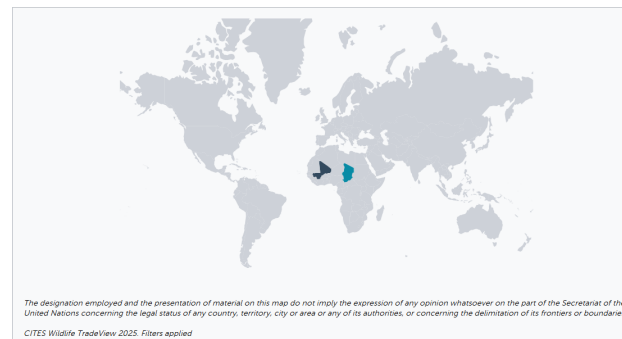 The designation employed and the presentation of material on this map do not imply the expression of any opinion whatsoever on the part of the Secretariat of the
United Nations concerning the legal status of any country, territory, city or area or any of its authorities, or concerning the delimitation of its frontiers or boundarie
CITES Wildlife TradeView 2025. Filters applied